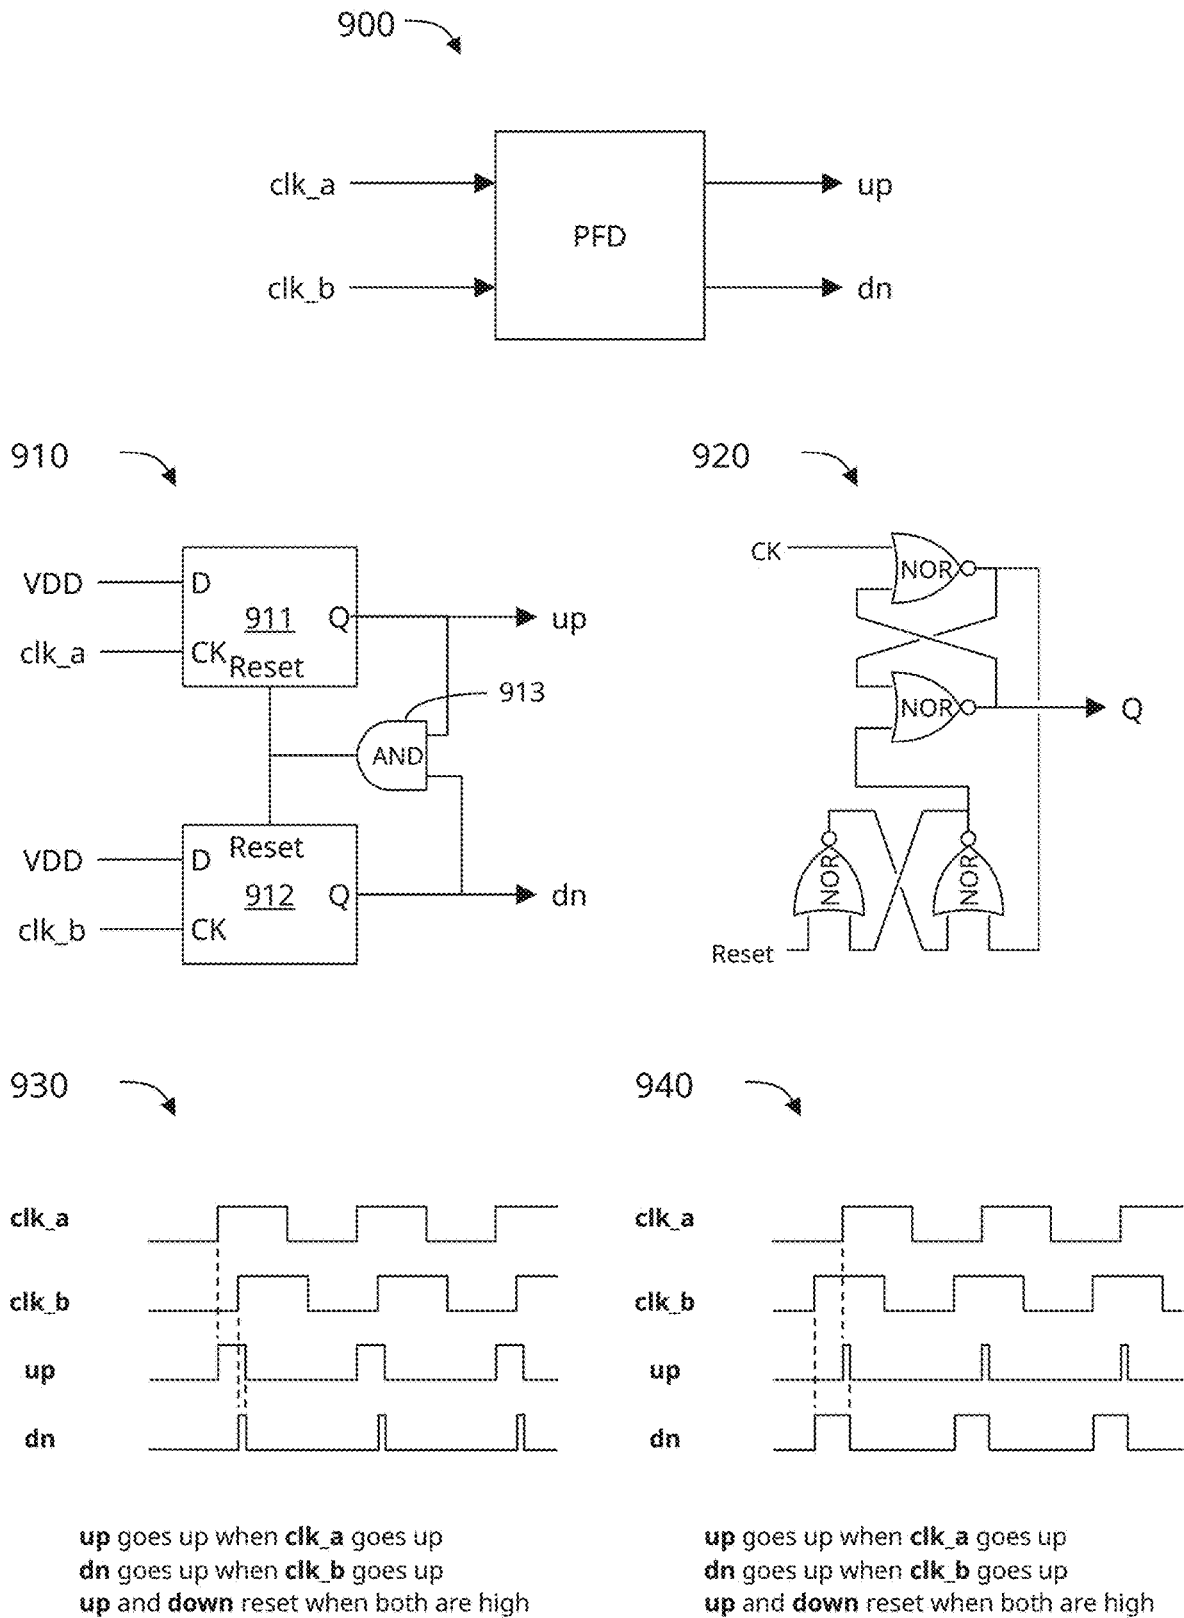 900
clk_a
up
PFD
clk_b
dn
910
920
VDD
D
911
Q
up
clk_a
CK
Reset
913
AND
VDD
D
Reset
912
Q
dn
clk_b
CK
CK
NOR
NOR
Q
NOR
NOR
Reset
930
940
clk_a
clk_b
up
dn
clk_a
clk_b
up
dn
up goes up when clk_a goes up
dn goes up when clk_b goes up
up and down reset when both are high
up goes up when clk_a goes up
dn goes up when clk_b goes up
up and down reset when both are high